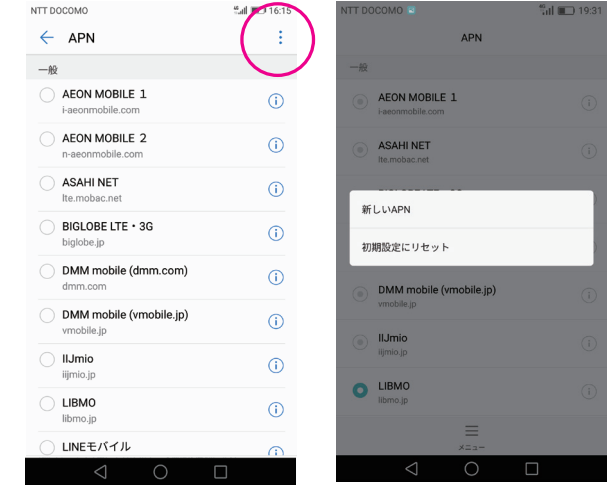 NTT DOCOMO 16:15
APN
一般
AEON MOBILE 1
i-aeonmobile.com
AEON MOBILE 2
n-aeonmobile.com
ASAHI NET
lte.mobac.net
BIGLOBE LTE・3G
biglobe.jp
DMM mobile (dmm.com)
dmm.com
DMM mobile (vmobile.jp)
vmobile.jp
IIJmio
iijmio.jp
LIBMO
libmo.jp
LINEモバイル
NTT DOCOMO 19:31
APN
一般
AEON MOBILE 1
i-aeonmobile.com
ASAHI NET
lte.mobac.net
新しいAPN
初期設定にリセット
DMM mobile (vmobile.jp)
vmobile.jp
IIJmio
iijmio.jp
LIBMO
libmo.jp
メニュー